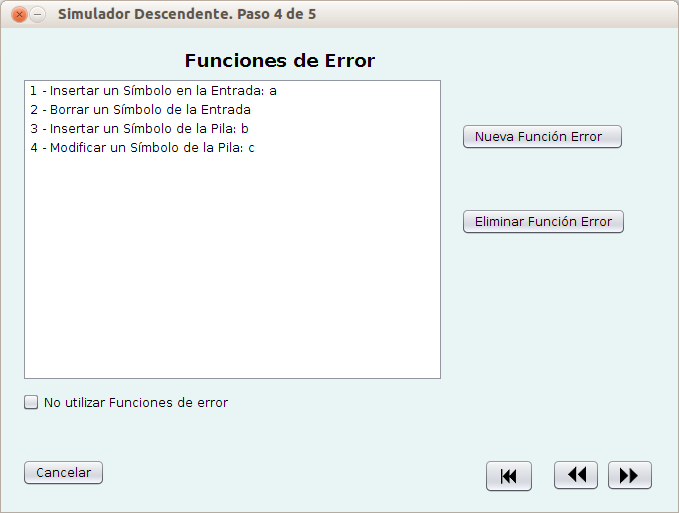 Simulador Descendente. Paso 4 de 5
Funciones de Error
1 - Insertar un Símbolo en la Entrada: a
2 - Borrar un Símbolo de la Entrada
3 - Insertar un Símbolo de la Pila: b
4 - Modificar un Símbolo de la Pila: c
Nueva Función Error
Eliminar Función Error
No utilizar Funciones de error
Cancelar